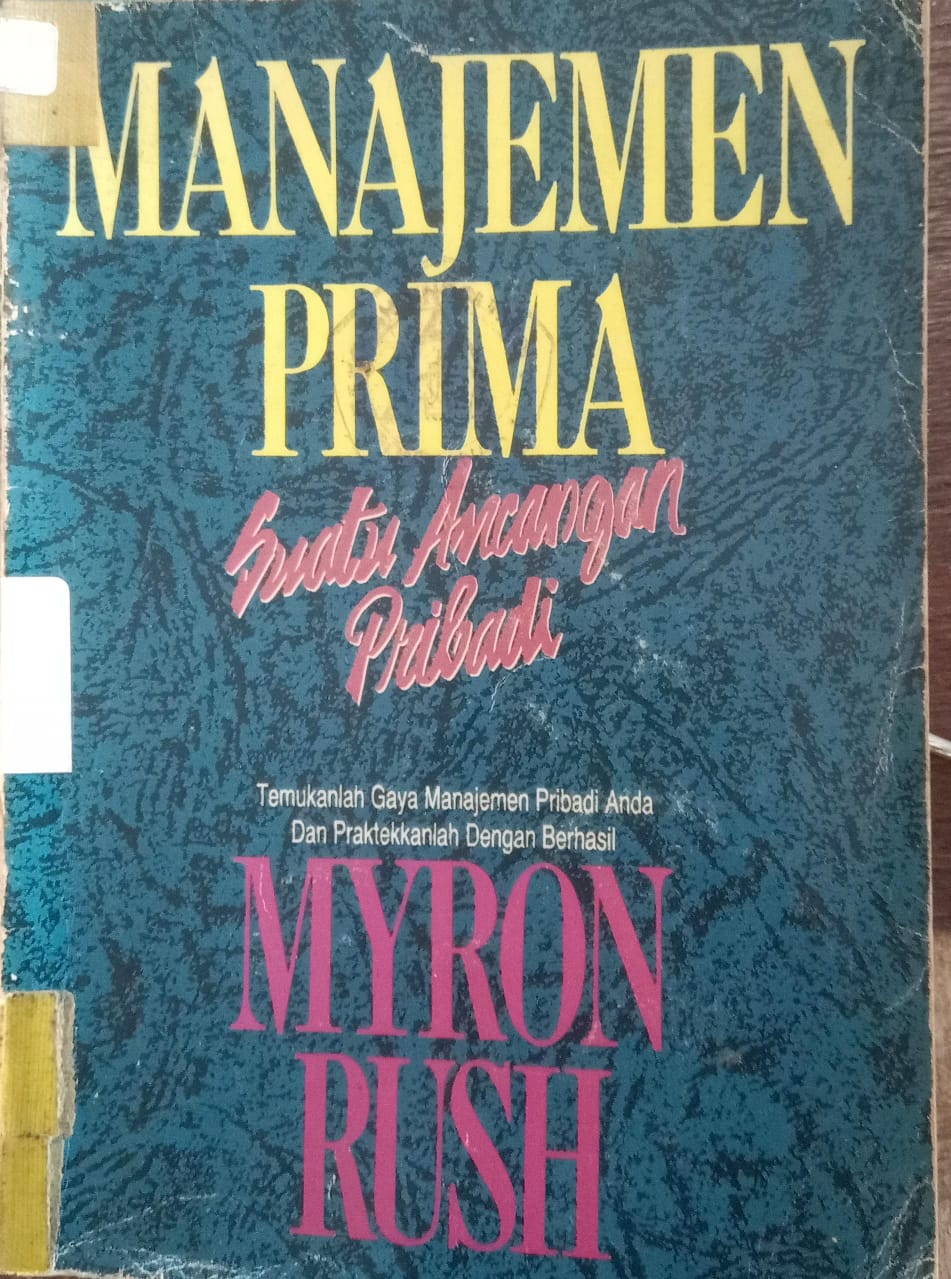 MANAJEMEN
PRIMA
Suatu Ancangan
Pribadi
Temukanlah Gaya Manajemen Pribadi Anda
Dan Praktekkanlah Dengan Berhasil
MYRON
RUSH